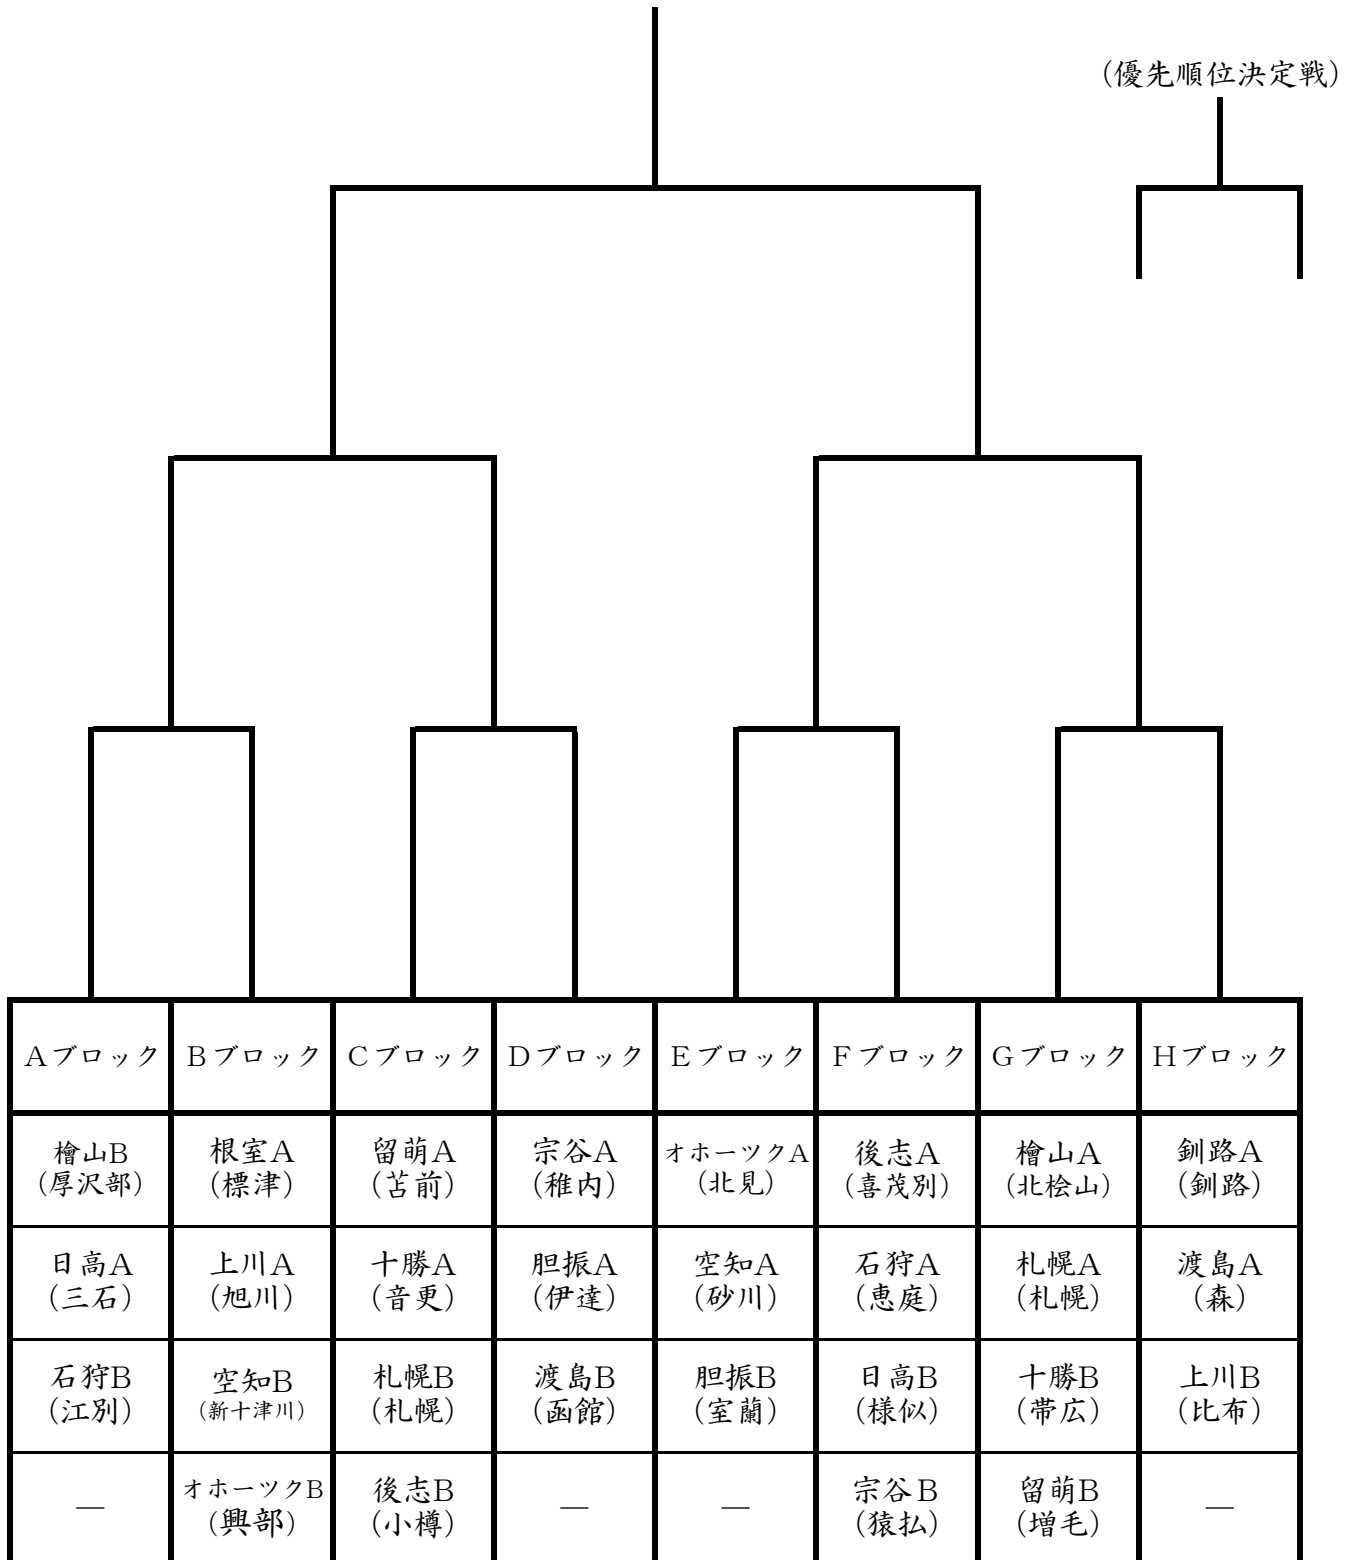 （優先順位決定戦）
Aブロック Bブロック Cブロック Dブロック Eブロック Fブロック Gブロック Hブロック
檜山B 根室A 留萌A 宗谷A オホーツクA 後志A 檜山A 釧路A
（厚沢部） （標津） （苫前） （稚内） （北見） （喜茂別） （北桧山） （釧路）
日高A 上川A 十勝A 胆振A 空知A 石狩A 札幌A 渡島A
（三石） （旭川） （音更） （伊達） （砂川） （恵庭） （札幌） （森）
石狩B 空知B 札幌B 渡島B 胆振B 日高B 十勝B 上川B
（江別） （新十津川） （札幌） （函館） （室蘭） （様似） （帯広） （比布）
― オホーツクB 後志B ― ― 宗谷B 留萌B ―
（興部） （小樽） （猿払） （増毛）